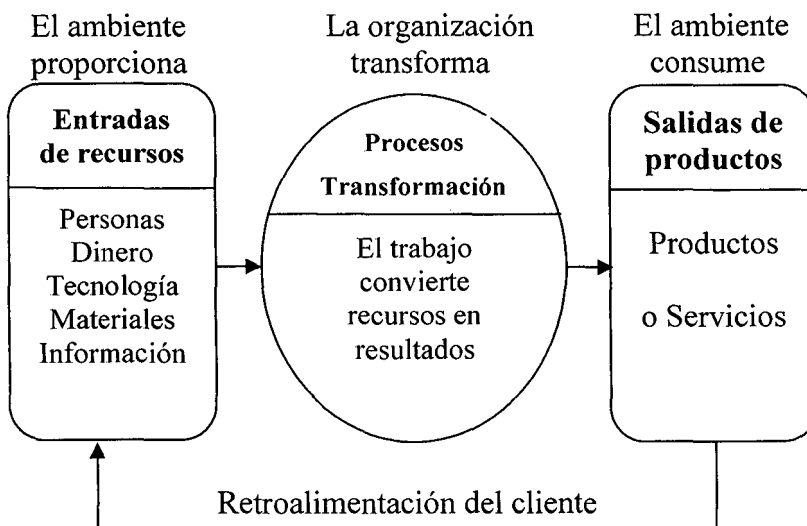 El ambiente
proporciona
Entradas
de recursos
Personas
Dinero
Tecnología
Materiales
Información
La organización
transforma
Procesos
Transformación
El trabajo
convierte
recursos en
resultados
El ambiente
consume
Salidas de
productos
Productos
o Servicios
Retroalimentación del cliente